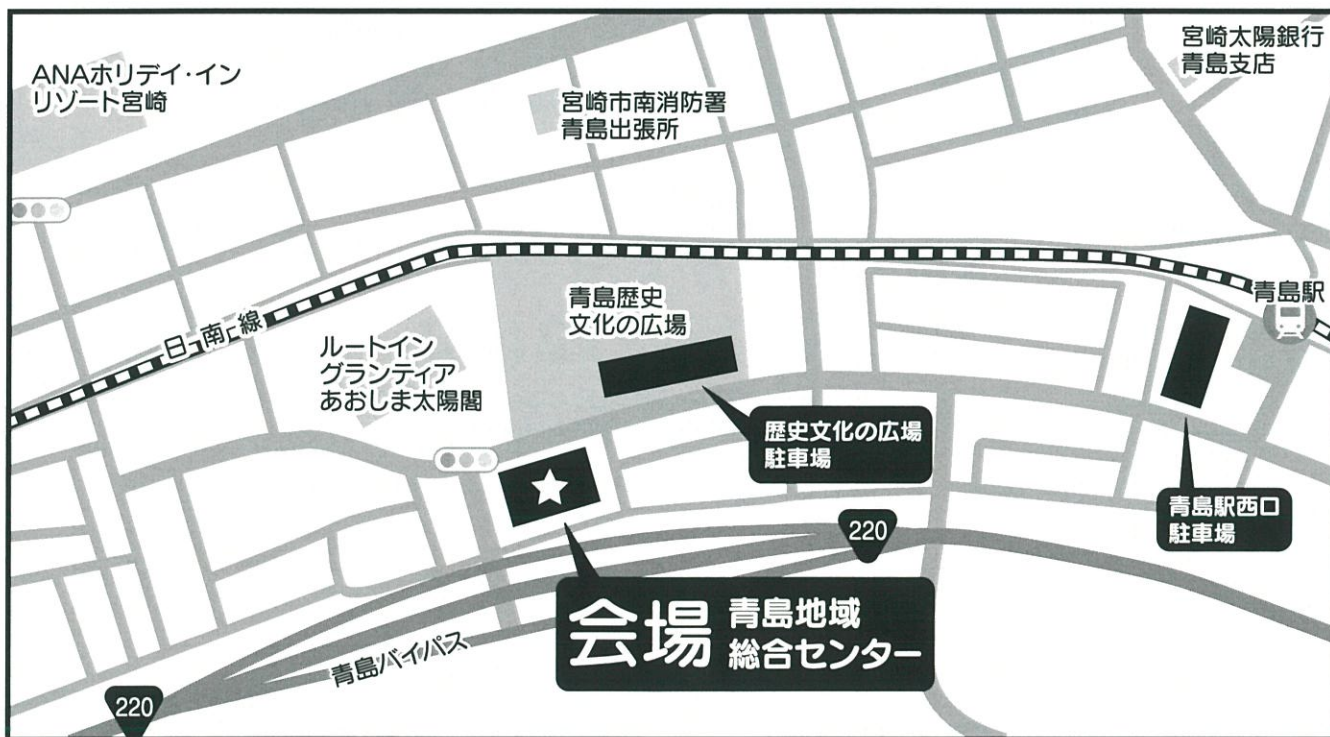 ANAホリデイ・イン
リゾート宮崎
宮崎市南消防署
青島出張所
宮崎太陽銀行
青島支店
日南線
ルートイン
グランティア
あおしま太陽閣
青島歴史
文化の広場
青島駅
歴史文化の広場
駐車場
青島駅西口
駐車場
220
会場 青島地域
総合センター
青島バイパス
220